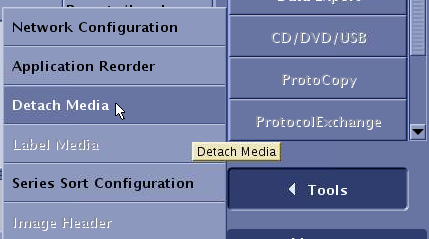 Network Configuration
Application Reorder
Detach Media
Label Media
Detach Media
Series Sort Configuration
Image Header
CD/DVD/USB
ProtoCopy
ProtocolExchange
Tools